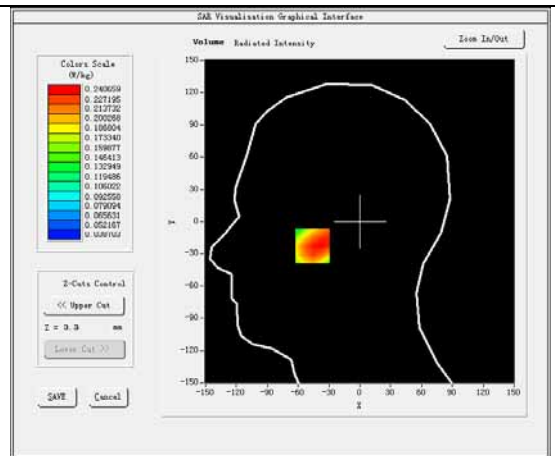 SAR Visualisation Graphical Interface
Volume Radiated Intensity
Zoom In/Out
Colors Scale
(W/kg)
0.240659
0.227195
0.213732
0.200268
0.186804
0.173340
0.159877
0.146413
0.132949
0.119486
0.106022
0.092558
0.079094
0.065631
0.052167
0.038703
Z-Cuts Control
<< Upper Cut
Z = 3.3 mm
Lower Cut >>
SAVE
Cancel
150
120
90
60
30
0
-30
-60
-90
-120
-150
Y
-150 -120 -90 -60 -30 0 30 60 90 120 150
X